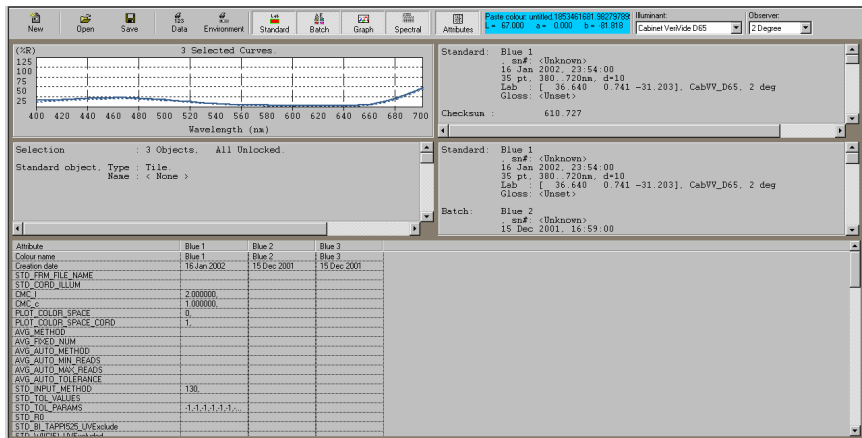 New Open Save Data Environment Standard Batch Graph Spectral Attributes
Paste colour: untitled.1853461681.98279789
L = 67.000 a = 0.000 b = -81.818
Illuminant:
Cabinet VeriVide D65
Observer:
2 Degree
(%R) 3 Selected Curves.
125
100
75
50
25
400 420 440 460 480 500 520 540 560 580 600 620 640 660 680 700
Wavelength (nm)
Standard: Blue 1
. sn#: <Unknown>
16 Jan 2002, 23:54:00
35 pt, 380..720nm, d=10
Lab : [ 36.640 0.741 -31.203], CabVV_D65, 2 deg
Gloss: <Unset>
Checksum : 610.727
Selection : 3 Objects. All Unlocked.
Standard object, Type : Tile.
Name : < None >
Standard: Blue 1
. sn#: <Unknown>
16 Jan 2002, 23:54:00
35 pt, 380..720nm, d=10
Lab : [ 36.640 0.741 -31.203], CabVV_D65, 2 deg
Gloss: <Unset>
Batch: Blue 2
. sn#: <Unknown>
15 Dec 2001, 16:59:00
Attribute Blue 1 Blue 2 Blue 3
Colour name Blue 1 Blue 2 Blue 3
Creation date 16 Jan 2002 15 Dec 2001 15 Dec 2001
STD_FRM_FILE_NAME
STD_CORD_ILLUM
CMC_l 2.000000,
CMC_c 1.000000,
PLOT_COLOR_SPACE 0,
PLOT_COLOR_SPACE_CORD 1,
AVG_METHOD
AVG_FIXED_NUM
AVG_AUTO_METHOD
AVG_AUTO_MIN_READS
AVG_AUTO_MAX_READS
AVG_AUTO_TOLERANCE
STD_INPUT_METHOD 130,
STD_TOL_VALUES
STD_TOL_PARAMS -1,-1,-1,-1,-1,-1,-...
STD_R0
STD_BI_TAPPI525_UVExclude